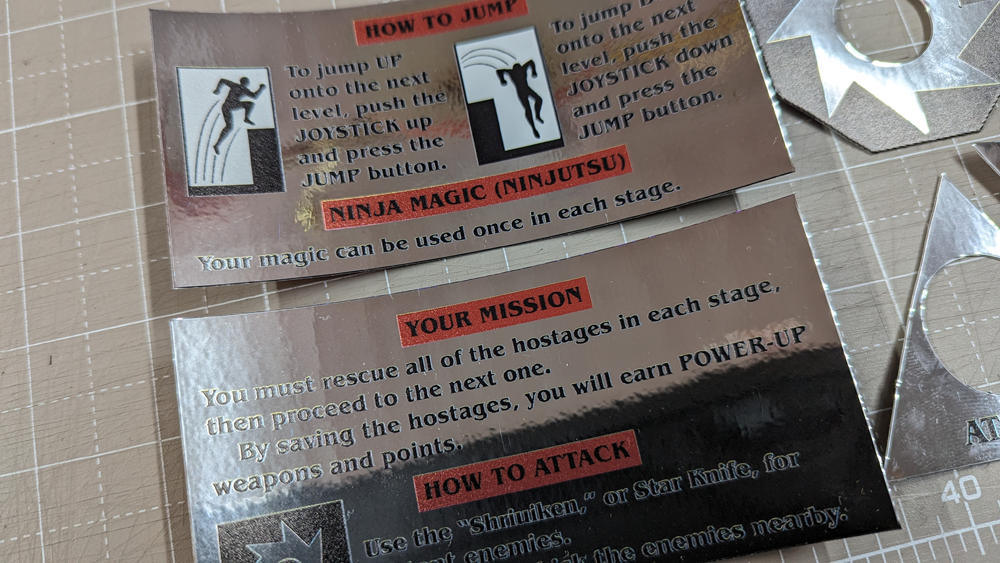 HOW TO JUMP
To jump UP
onto the next
level, push the
JOYSTICK up
and press the
JUMP button.
To jump
onto the next
level, push the
JOYSTICK down
and press the
JUMP button.
NINJA MAGIC (NINJUTSU)
Your magic can be used once in each stage.
YOUR MISSION
You must rescue all of the hostages in each stage,
then proceed to the next one.
By saving the hostages, you will earn POWER-UP
weapons and points.
HOW TO ATTACK
Use the "Shriuiken," or Star Knife, for
enemies.
the enemies nearby.
AT
40